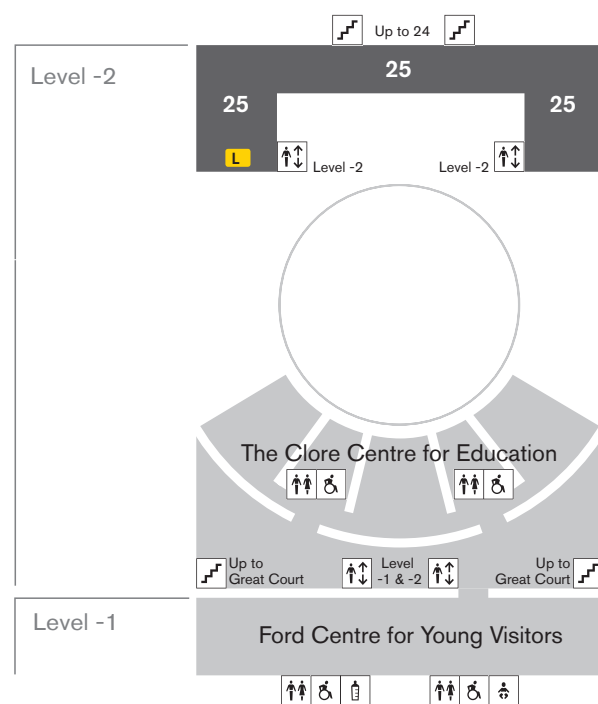 Up to 24
Level -2
25
25
25
L
Level -2
Level -2
The Clore Centre for Education
Up to
Great Court
Level
-1 & -2
Up to
Great Court
Level -1
Ford Centre for Young Visitors